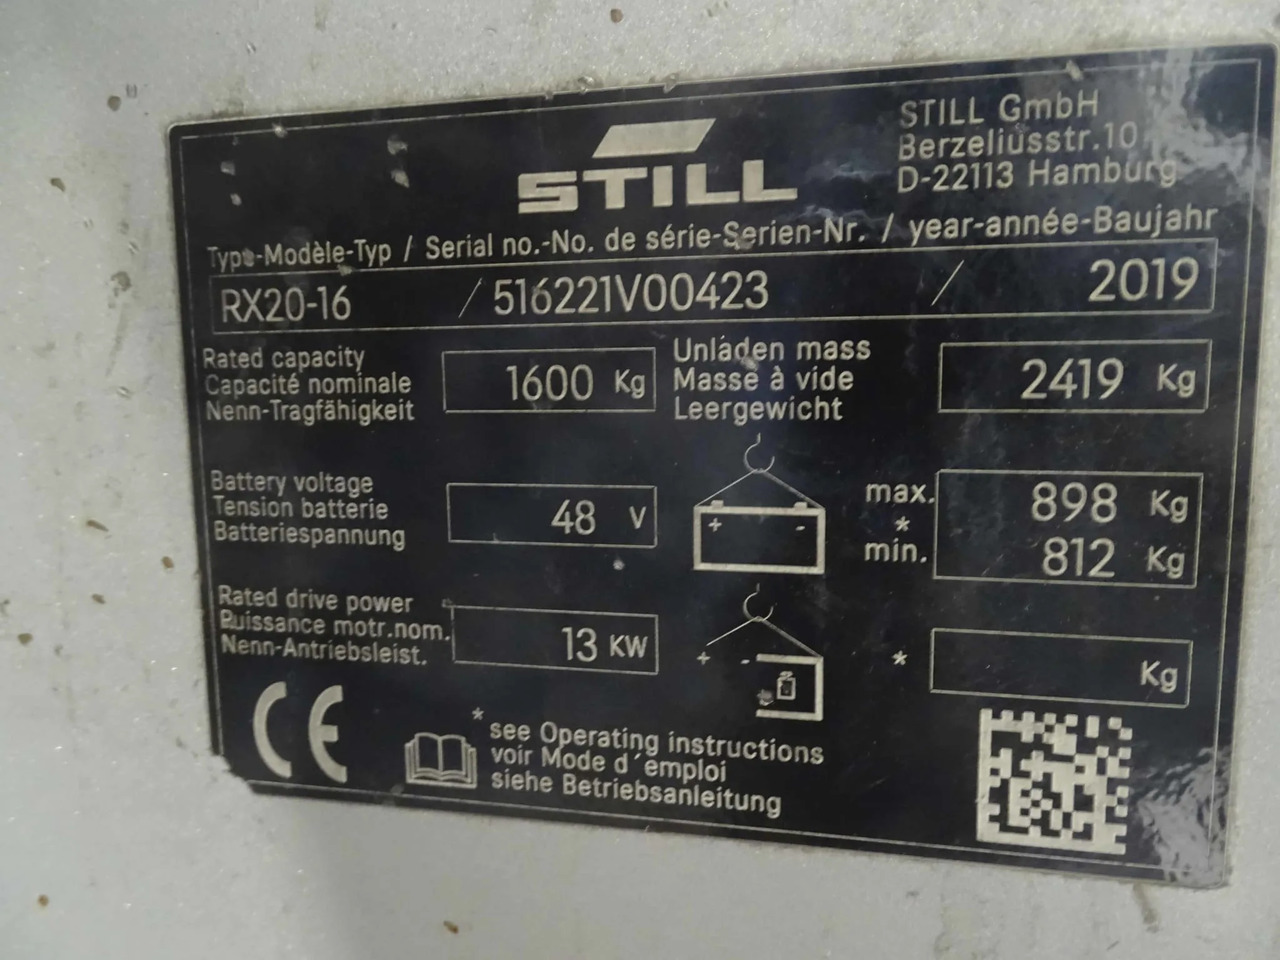 STILL
STILL GmbH
Berzeliusstr.10
D-22113 Hamburg
Type-Modèle-Typ / Serial no.-No. de série-Serien-Nr. / year-année-Baujahr
RX20-16 / 516221V00423 / 2019
Rated capacity
Capacité nominale
Nenn-Tragfähigkeit
1600 Kg
Unladen mass
Masse à vide
Leergewicht
2419 Kg
Battery voltage
Tension batterie
Batteriespannung
48 V
+ -
max. 898 Kg
*
min. 812 Kg
Rated drive power
Puissance motr.nom.
Nenn-Antriebsleist.
13 KW
+ -
* Kg
CE
* see Operating instructions
voir Mode d'emploi
siehe Betriebsanleitung